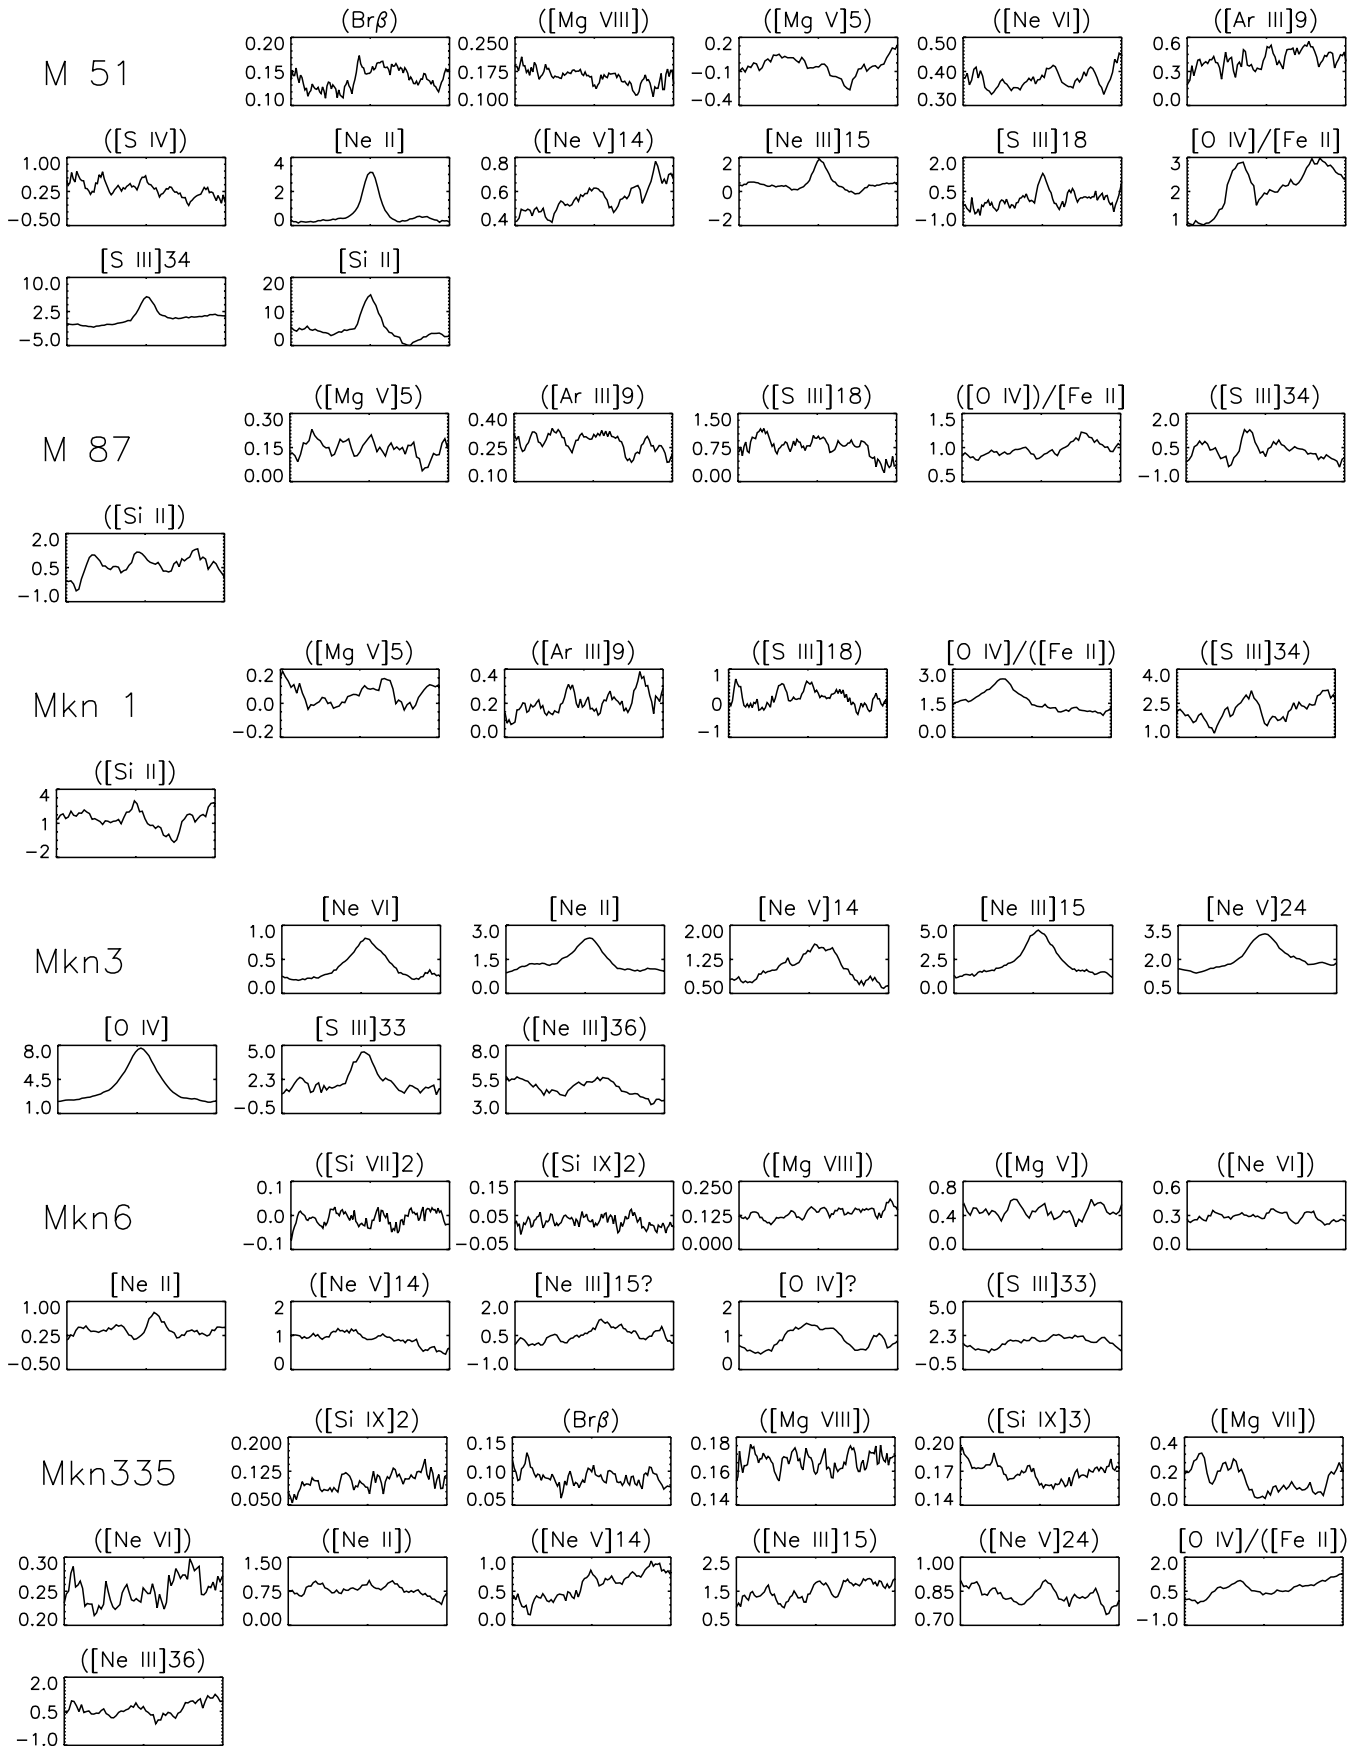 (Brβ) ([Mg VIII]) ([Mg V]5) ([Ne VI]) ([Ar III]9)
M 51
0.20 0.15 0.10 0.250 0.175 0.100 0.2 −0.1 −0.4 0.50 0.40 0.30 0.6 0.3 0.0
([S IV]) [Ne II] ([Ne V]14) [Ne III]15 [S III]18 [O IV]/[Fe II]
1.00 0.25 −0.50 4 2 0 0.8 0.6 0.4 2 0 −2 2.0 0.5 −1.0 3 2 1
[S III]34 [Si II]
10.0 2.5 −5.0 20 10 0
([Mg V]5) ([Ar III]9) ([S III]18) ([O IV])/[Fe II] ([S III]34)
M 87
0.30 0.15 0.00 0.40 0.25 0.10 1.50 0.75 0.00 1.5 1.0 0.5 2.0 0.5 −1.0
([Si II])
2.0 0.5 −1.0
([Mg V]5) ([Ar III]9) ([S III]18) [O IV]/([Fe II]) ([S III]34)
Mkn 1
0.2 0.0 −0.2 0.4 0.2 0.0 1 0 −1 3.0 1.5 0.0 4.0 2.5 1.0
([Si II])
4 1 −2
[Ne VI] [Ne II] [Ne V]14 [Ne III]15 [Ne V]24
Mkn3
1.0 0.5 0.0 3.0 1.5 0.0 2.00 1.25 0.50 5.0 2.5 0.0 3.5 2.0 0.5
[O IV] [S III]33 ([Ne III]36)
8.0 4.5 1.0 5.0 2.3 −0.5 8.0 5.5 3.0
([Si VII]2) ([Si IX]2) ([Mg VIII]) ([Mg V]) ([Ne VI])
Mkn6
0.1 0.0 −0.1 0.15 0.05 −0.05 0.250 0.125 0.000 0.8 0.4 0.0 0.6 0.3 0.0
[Ne II] ([Ne V]14) [Ne III]15? [O IV]? ([S III]33)
1.00 0.25 −0.50 2 1 0 2.0 0.5 −1.0 2 1 0 5.0 2.3 −0.5
([Si IX]2) (Brβ) ([Mg VIII]) ([Si IX]3) ([Mg VII])
Mkn335
0.200 0.125 0.050 0.15 0.10 0.05 0.18 0.16 0.14 0.20 0.17 0.14 0.4 0.2 0.0
([Ne VI]) ([Ne II]) ([Ne V]14) ([Ne III]15) ([Ne V]24) [O IV]/([Fe II])
0.30 0.25 0.20 1.50 0.75 0.00 1.0 0.5 0.0 2.5 1.5 0.5 1.00 0.85 0.70 2.0 0.5 −1.0
([Ne III]36)
2.0 0.5 −1.0